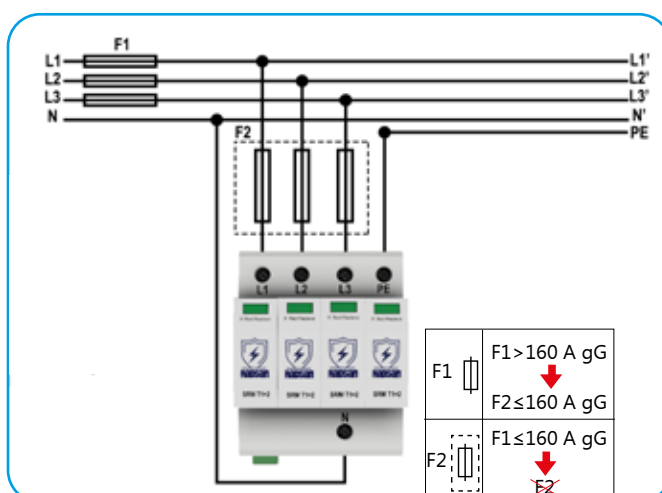 F1
L1 L1'
L2 L2'
L3 L3'
N N'
F2 PE
L1 L2 L3 PE
SRM T1+2 SRM T1+2 SRM T1+2 SRM T1+2
N
F1 F1>160 A gG
F2≤160 A gG
F2 F1≤160 A gG
F2